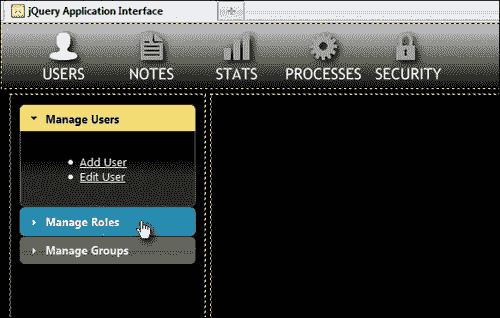 jQuery Application Interface
USERS NOTES STATS PROCESSES SECURITY
Manage Users
Add User
Edit User
Manage Roles
Manage Groups